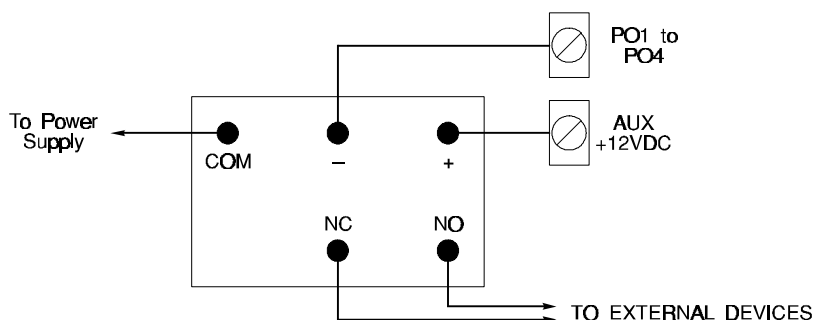 PO1 to
PO4
To Power
Supply
AUX
+12VDC
COM
–
+
NC
NO
TO EXTERNAL DEVICES